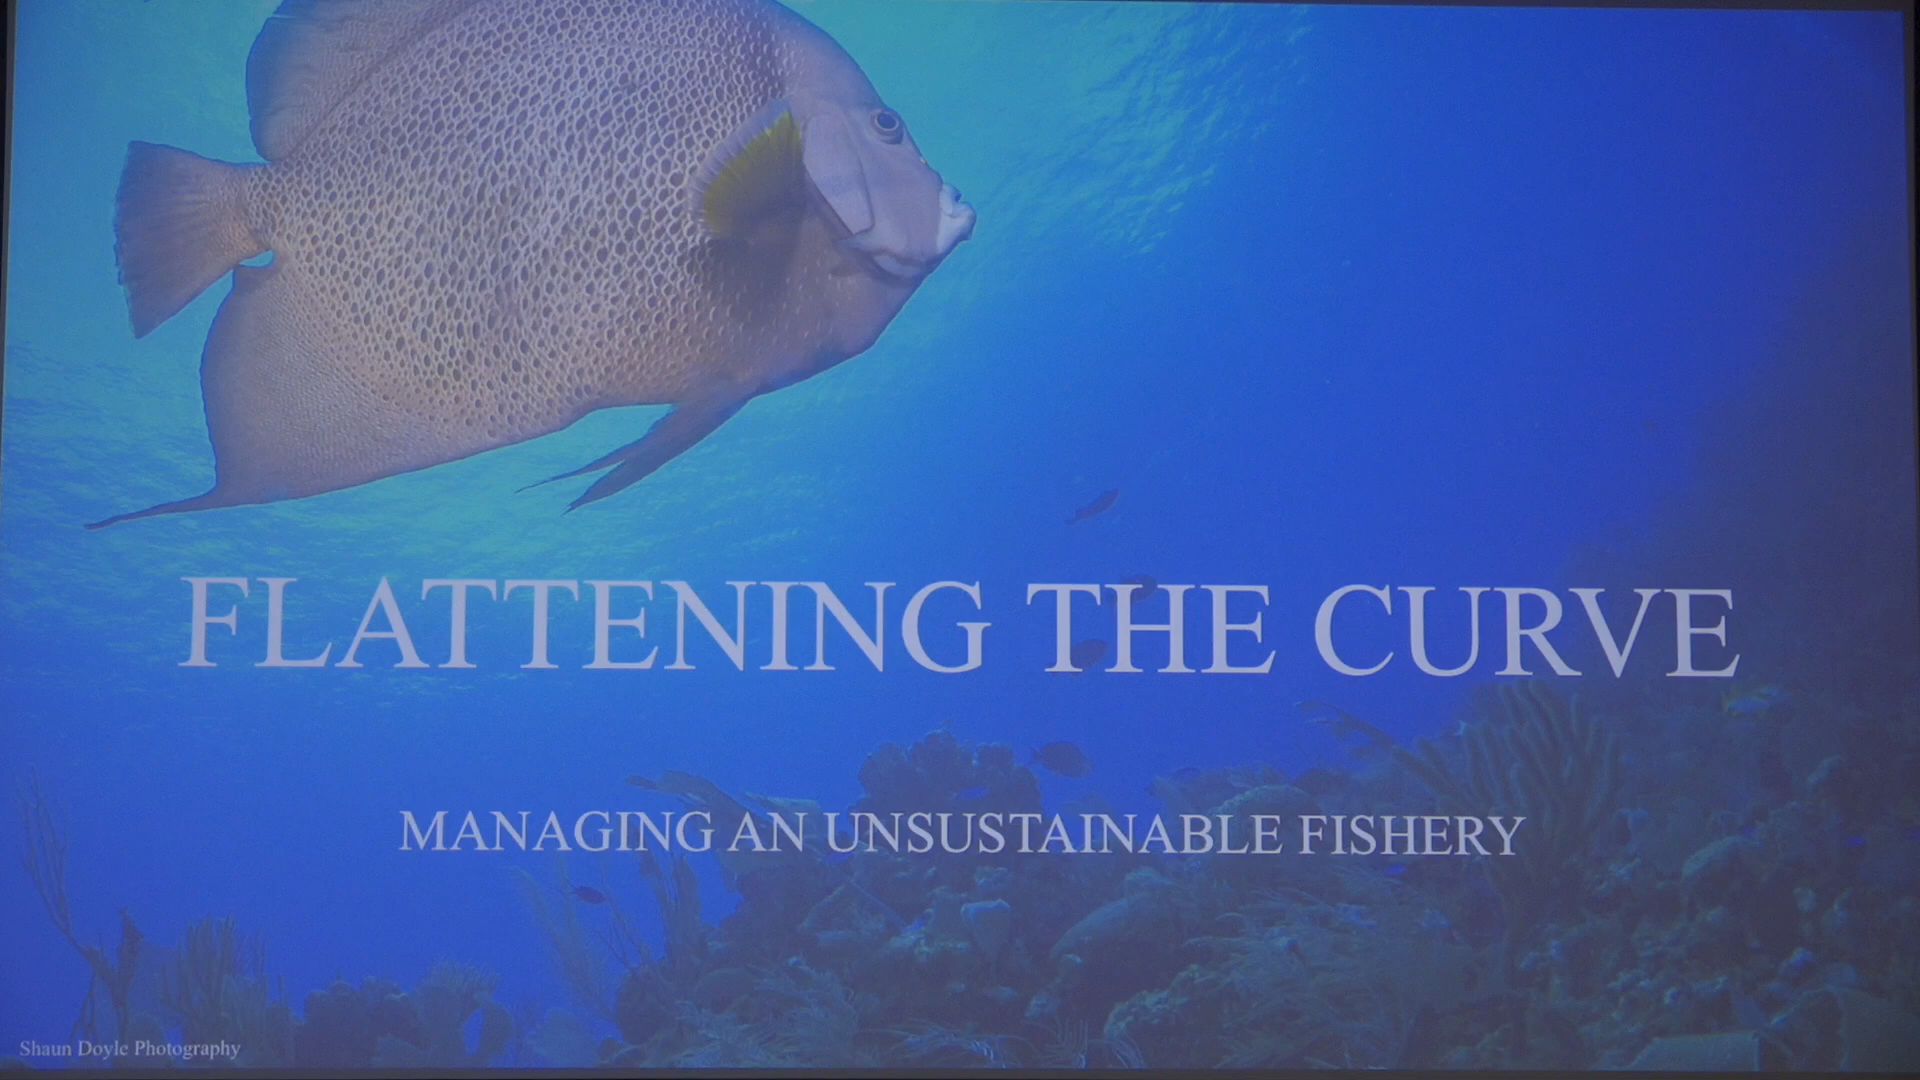 FLATTENING THE CURVE
MANAGING AN UNSUSTAINABLE FISHERY
Shaun Doyle Photography